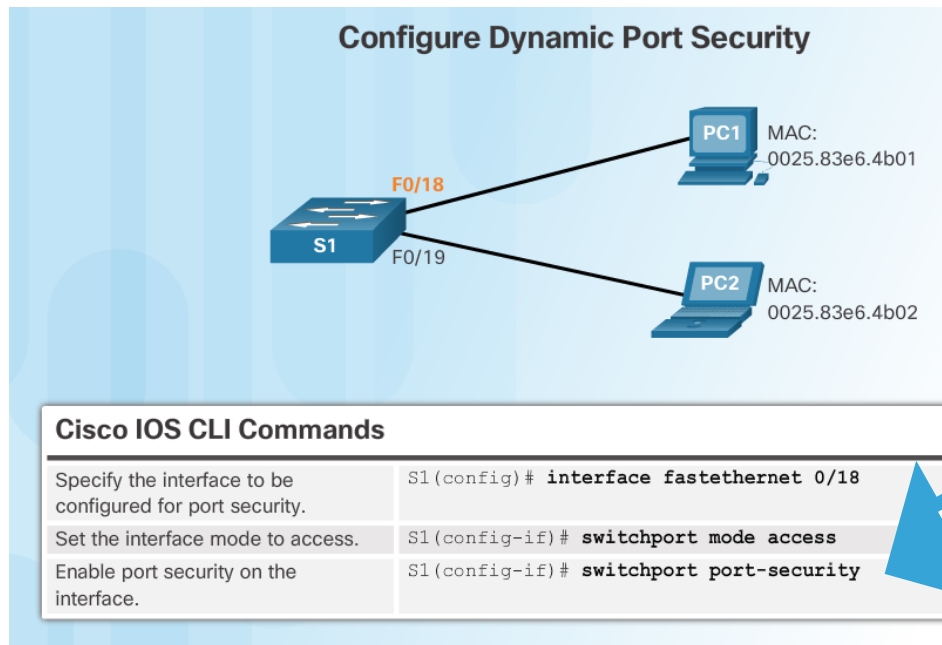 Configure Dynamic Port Security
PC1
MAC:
0025.83e6.4b01
F0/18
S1
F0/19
PC2
MAC:
0025.83e6.4b02
Cisco IOS CLI Commands
Specify the interface to be
configured for port security.
S1(config)# interface fastethernet 0/18
Set the interface mode to access.
S1(config-if)# switchport mode access
Enable port security on the
interface.
S1(config-if)# switchport port-security